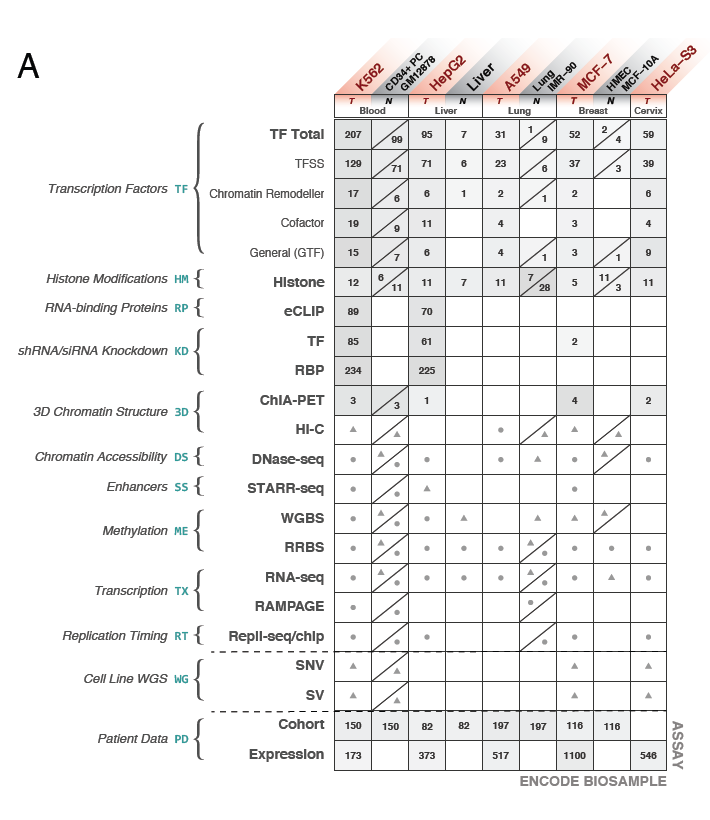 A
K562
CD34+ PC
GM12878
HepG2
Liver
A549
Lung
IMR-90
MCF-7
HMEC
MCF-10A
HeLa-S3
T N T N T N T N T
Blood Liver Lung Breast Cervix
TF Total 207 99 95 7 31 1 9 52 2 4 59
TFSS 129 71 71 6 23 6 37 3 39
Transcription Factors TF
Chromatin Remodeller 17 6 6 1 2 1 2 6
Cofactor 19 9 11 4 3 4
General (GTF) 15 7 6 4 1 3 1 9
Histone Modifications HM Histone 12 6 11 11 7 11 7 28 5 11 3 11
RNA-binding Proteins RP eCLIP 89 70
shRNA/siRNA Knockdown KD
TF 85 61 2
RBP 234 225
3D Chromatin Structure 3D
ChIA-PET 3 3 1 4 2
HI-C
Chromatin Accessibility DS DNase-seq
Enhancers SS STARR-seq
Methylation ME
WGBS
RRBS
Transcription TX
RNA-seq
RAMPAGE
Replication Timing RT Repli-seq/chip
Cell Line WGS WG
SNV
SV
Patient Data PD
Cohort 150 150 82 82 197 197 116 116
Expression 173 373 517 1100 546
ASSAY
ENCODE BIOSAMPLE